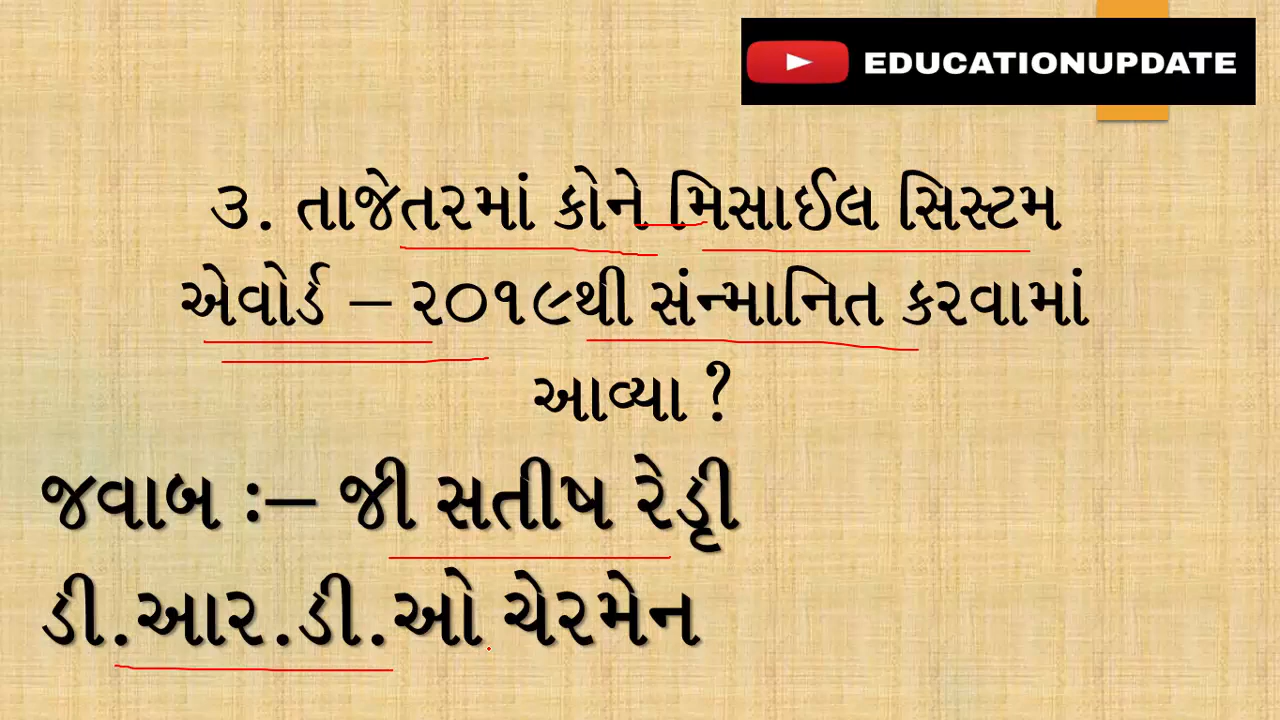 EDUCATIONUPDATE
૩. તાજેતરમાં કોને મિસાઈલ સિસ્ટમ
એવોર્ડ – ૨૦૧૯થી સંન્માનિત કરવામાં
આવ્યા ?
જવાબ :– જી સતીષ રેડ્ડી
ડી.આર.ડી.ઓ ચેરમેન